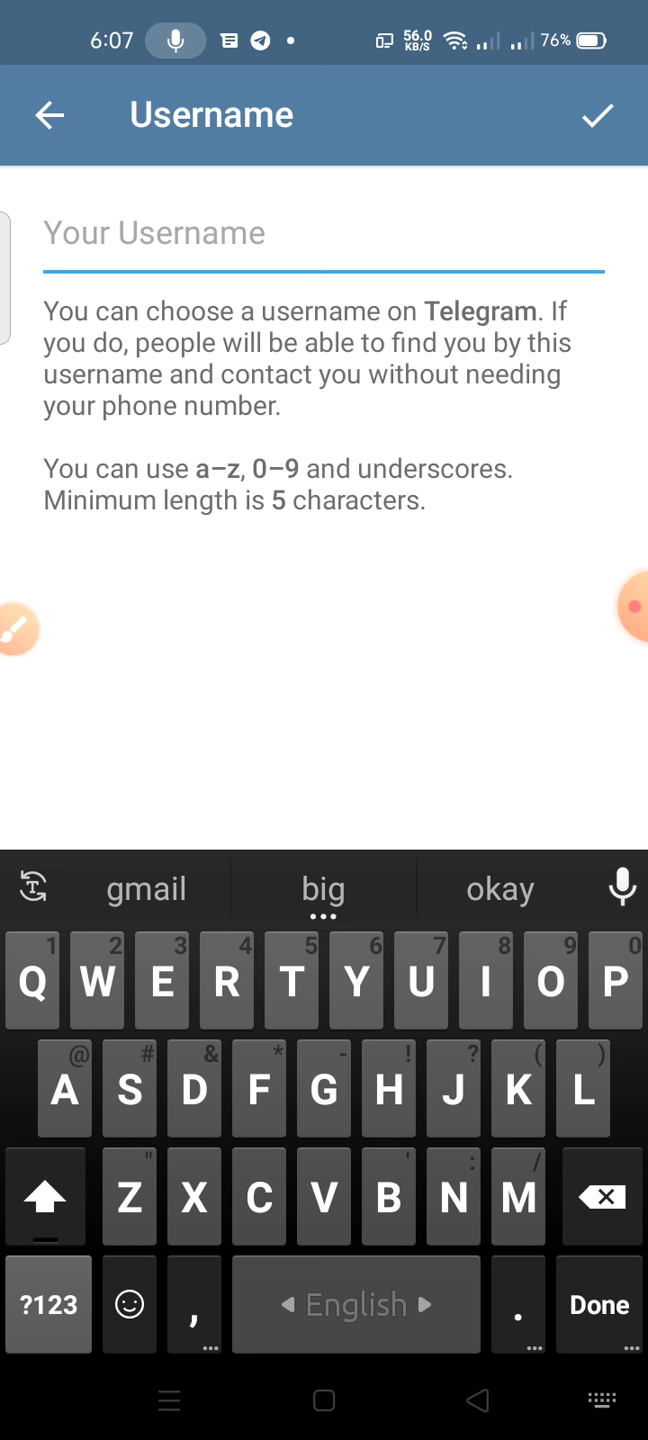 6:07
56.0
KB/S
76%
Username
Your Username
You can choose a username on Telegram. If
you do, people will be able to find you by this
username and contact you without needing
your phone number.
You can use a–z, 0–9 and underscores.
Minimum length is 5 characters.
gmail big okay
1 2 3 4 5 6 7 8 9 0
Q W E R T Y U I O P
@ # & * - ! ? ( )
A S D F G H J K L
" ' : /
Z X C V B N M
?123 , English . Done